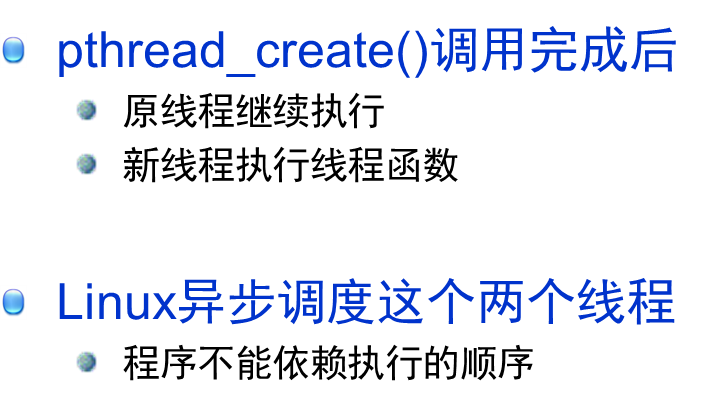 pthread_create()调用完成后
原线程继续执行
新线程执行线程函数
Linux异步调度这个两个线程
程序不能依赖执行的顺序